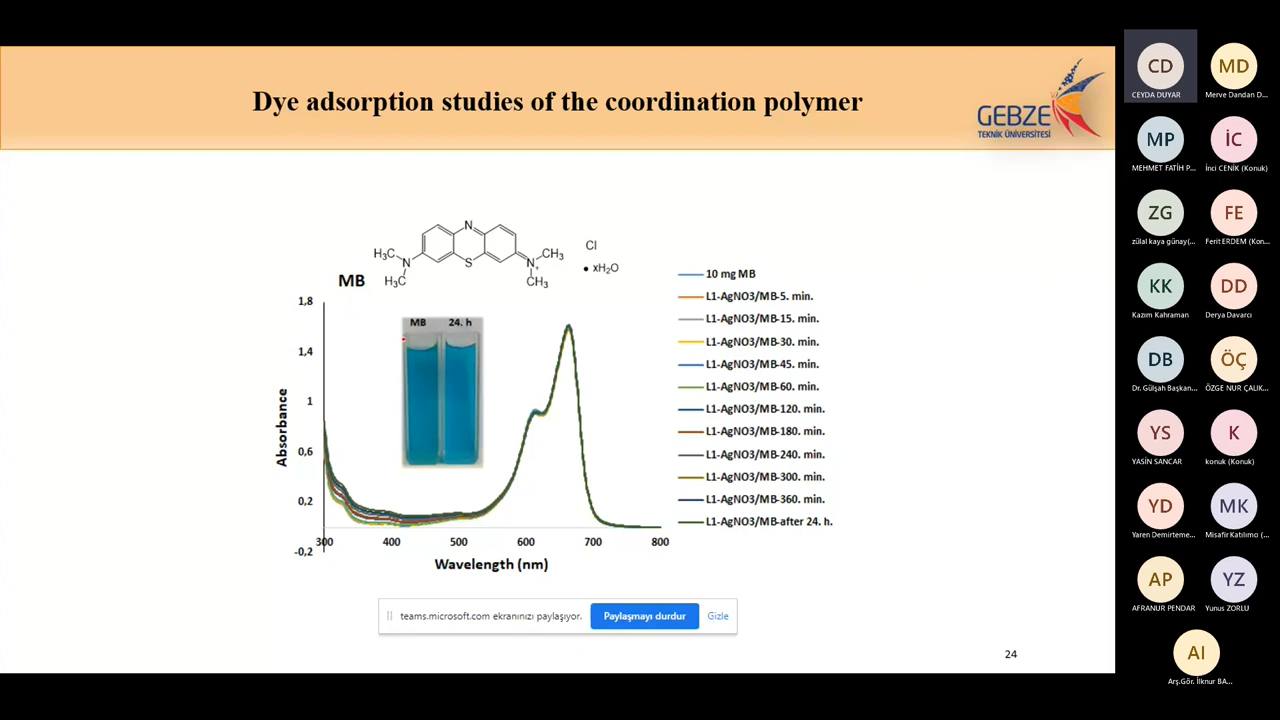 Dye adsorption studies of the coordination polymer
GEBZE
TEKNİK ÜNİVERSİTESİ
N
H₃C
N
H₃C
S
N⁺
CH₃
CH₃
Cl
• xH₂O
MB
1,8
1,4
1
0,6
0,2
-0,2
Absorbance
MB 24. h
300 400 500 600 700 800
Wavelength (nm)
10 mg MB
L1-AgNO3/MB-5. min.
L1-AgNO3/MB-15. min.
L1-AgNO3/MB-30. min.
L1-AgNO3/MB-45. min.
L1-AgNO3/MB-60. min.
L1-AgNO3/MB-120. min.
L1-AgNO3/MB-180. min.
L1-AgNO3/MB-240. min.
L1-AgNO3/MB-300. min.
L1-AgNO3/MB-360. min.
L1-AgNO3/MB-after 24. h.
teams.microsoft.com ekranınızı paylaşıyor. Paylaşmayı durdur Gizle
24
CD MD
CEYDA DUYAR Merve Dandan D...
MP İC
MEHMET FATİH P... İnci CENİK (Konuk)
ZG FE
zülal kaya günay(... Ferit ERDEM (Kon...
KK DD
Kazım Kahraman Derya Davarcı
DB ÖÇ
Dr. Gülşah Başkan... ÖZGE NUR ÇALIK...
YS K
YASİN SANCAR konuk (Konuk)
YD MK
Yaren Demirteme... Misafir Katılımcı (...
AP YZ
AFRANUR PENDAR Yunus ZORLU
AI
Arş.Gör. İlknur BA...